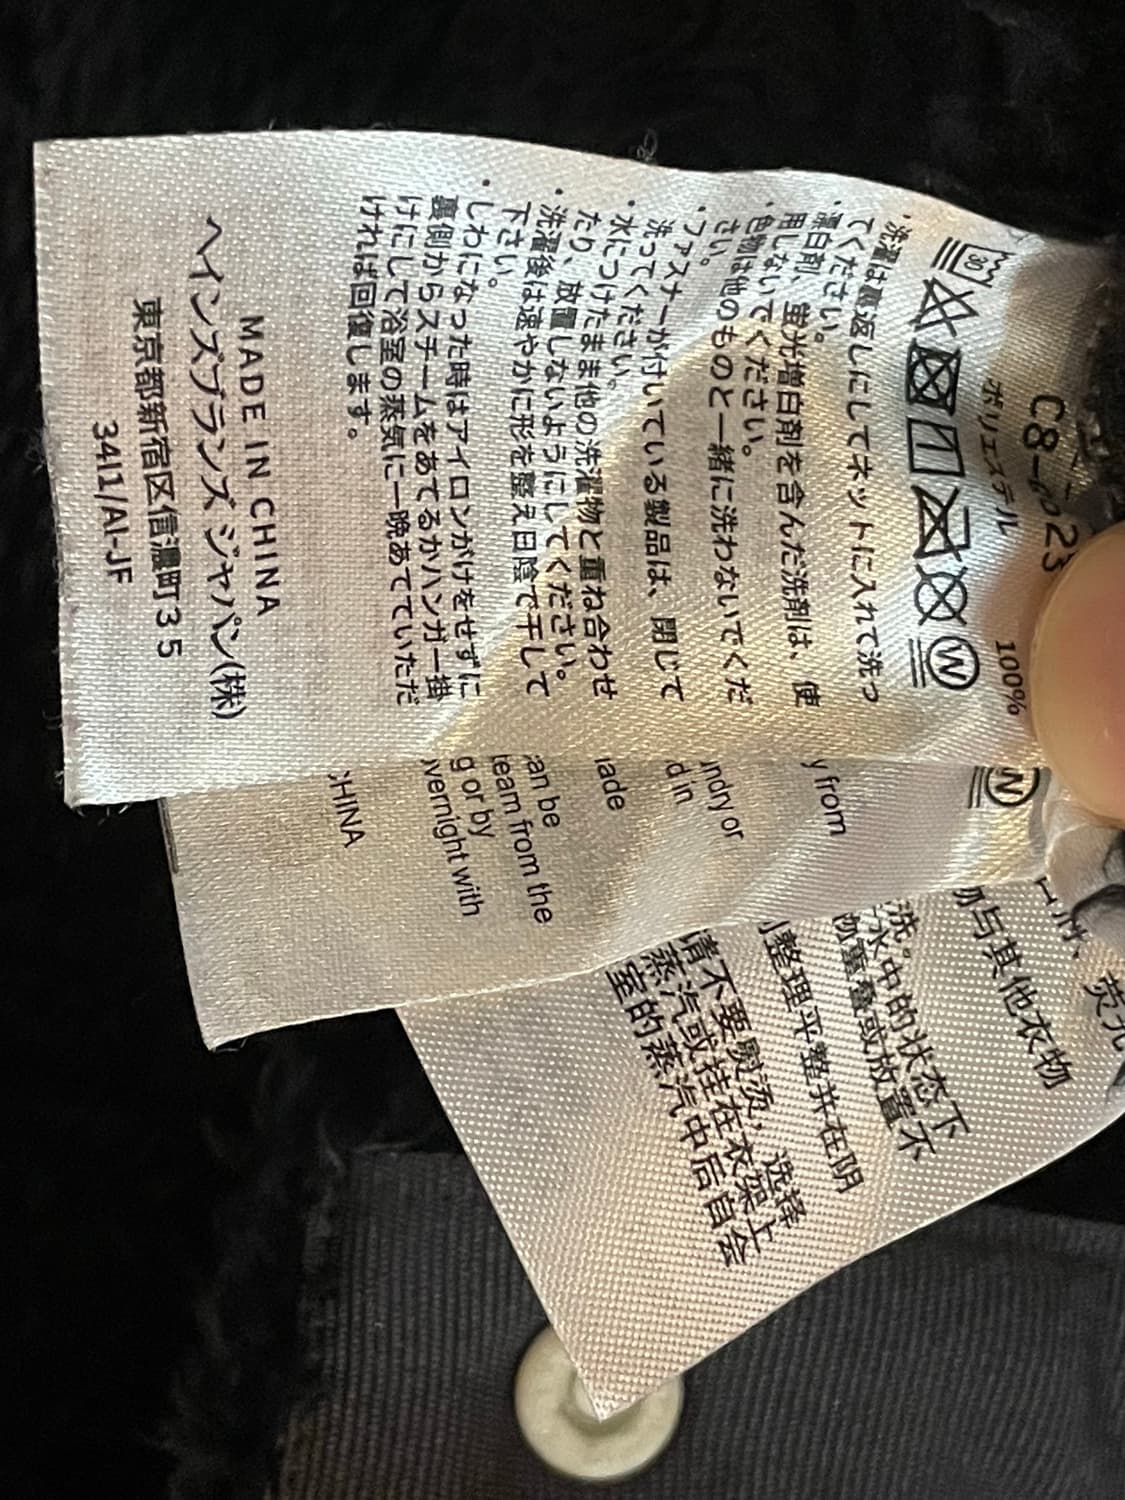 C8-
23
ポリエステル 100%
30
W
・洗濯は裏返しにしてネットに入れて洗っ
てください。
・漂白剤、蛍光増白剤を含んだ洗剤は、使
用しないでください。
・色物は他のものと一緒に洗わないでくだ
さい。
・ファスナーが付いている製品は、閉じて
洗ってください。
・水につけたまま他の洗濯物と重ね合わせ
たり、放置しないようにしてください。
・洗濯後は速やかに形を整え日陰で干して
下さい。
・しわになった時はアイロンがけをせずに
裏側からスチームをあてるかハンガー掛
けにして浴室の蒸気に一晩あてていただ
ければ回復します。
MADE IN CHINA
ヘインズブランズ ジャパン(株)
東京都新宿区信濃町35
3411/AI-JF
W
y from
undry or
d in
ade
can be
team from the
g or by
vernight with
CHINA
物与其他衣物
洗。
水中的状态下
物重叠或放置不
整理平整并在阴
请不要熨烫，选择
蒸汽或挂在衣架上
室的蒸汽中后自会